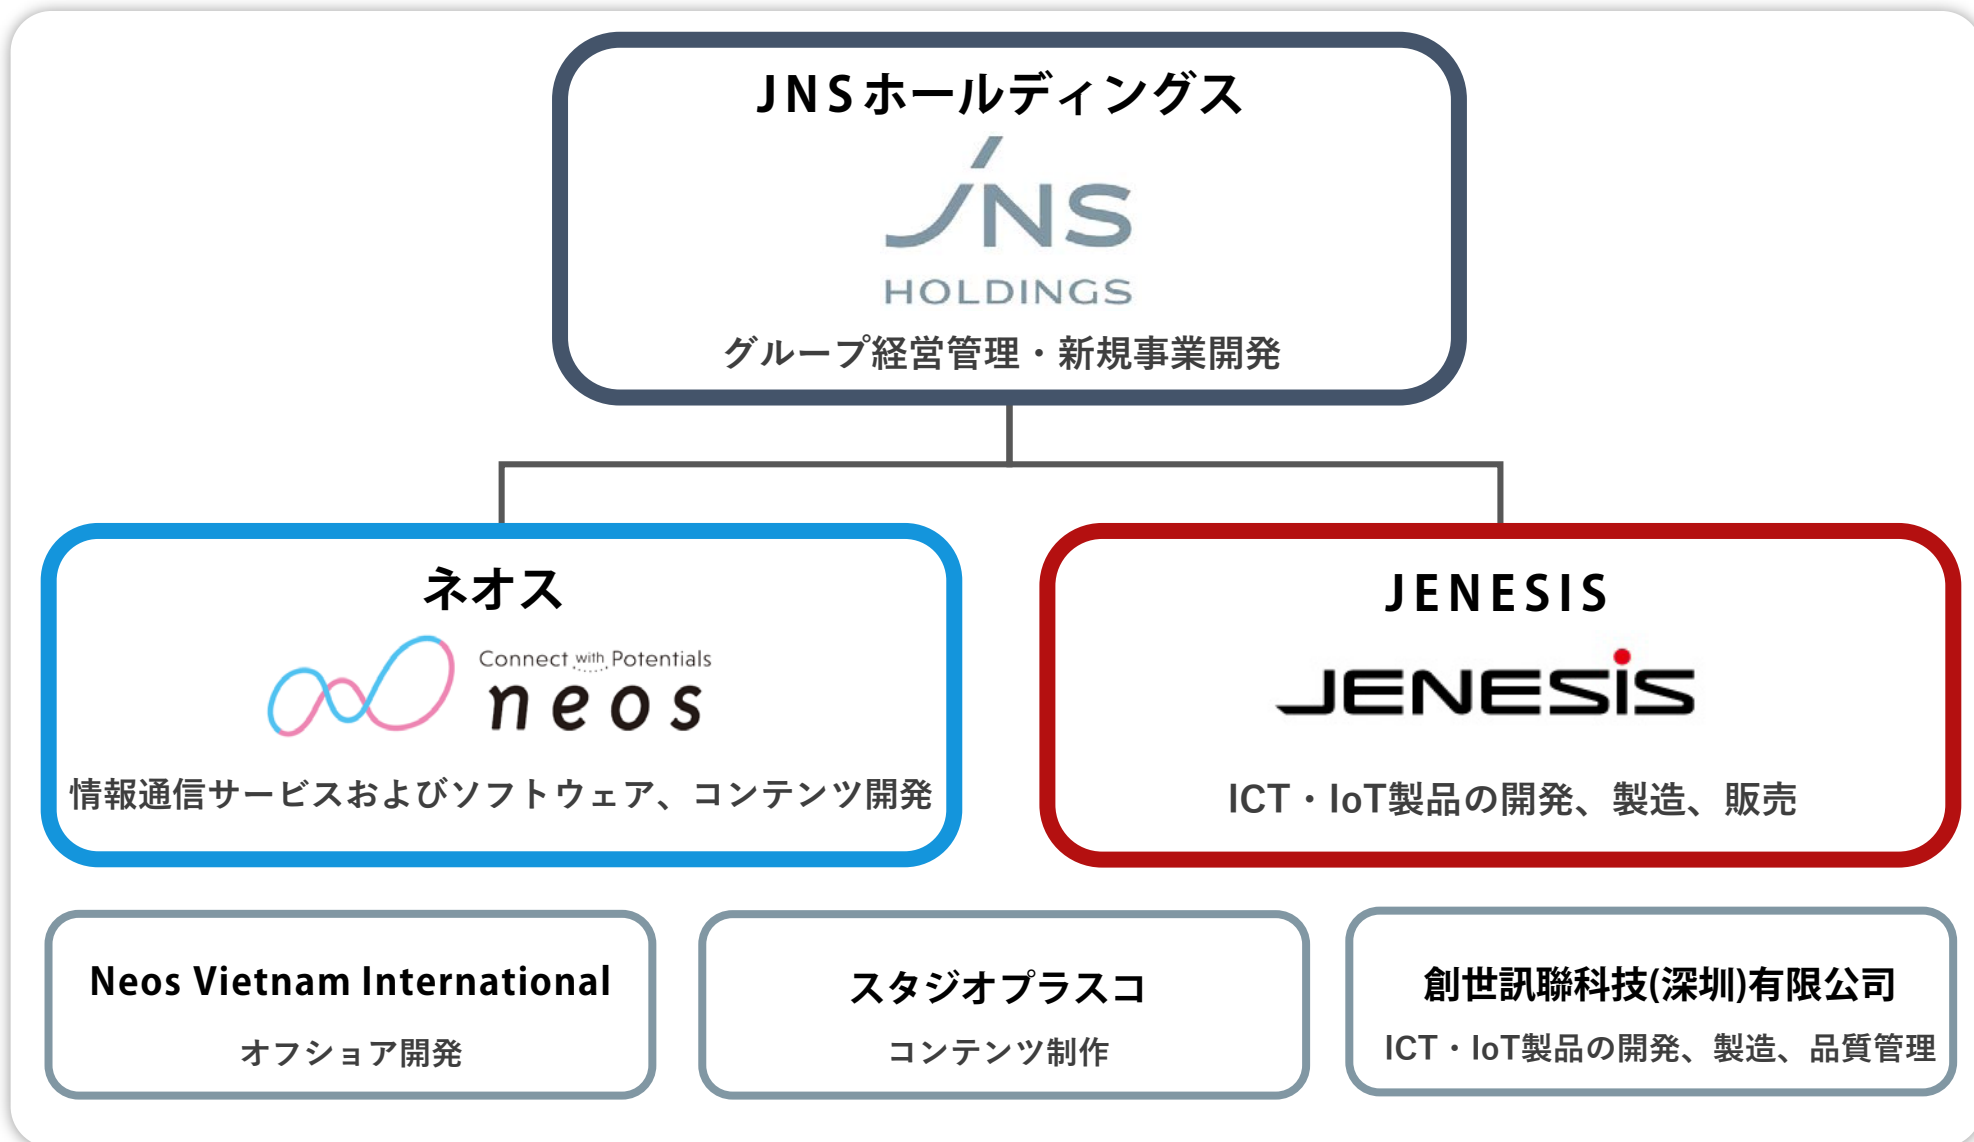 JNSホールディングス
JNS
HOLDINGS
グループ経営管理・新規事業開発
ネオス
Connect with Potentials
neos
情報通信サービスおよびソフトウェア、コンテンツ開発
JENESIS
JENESIS
ICT・IoT製品の開発、製造、販売
Neos Vietnam International
オフショア開発
スタジオプラスコ
コンテンツ制作
創世訊聯科技(深圳)有限公司
ICT・IoT製品の開発、製造、品質管理